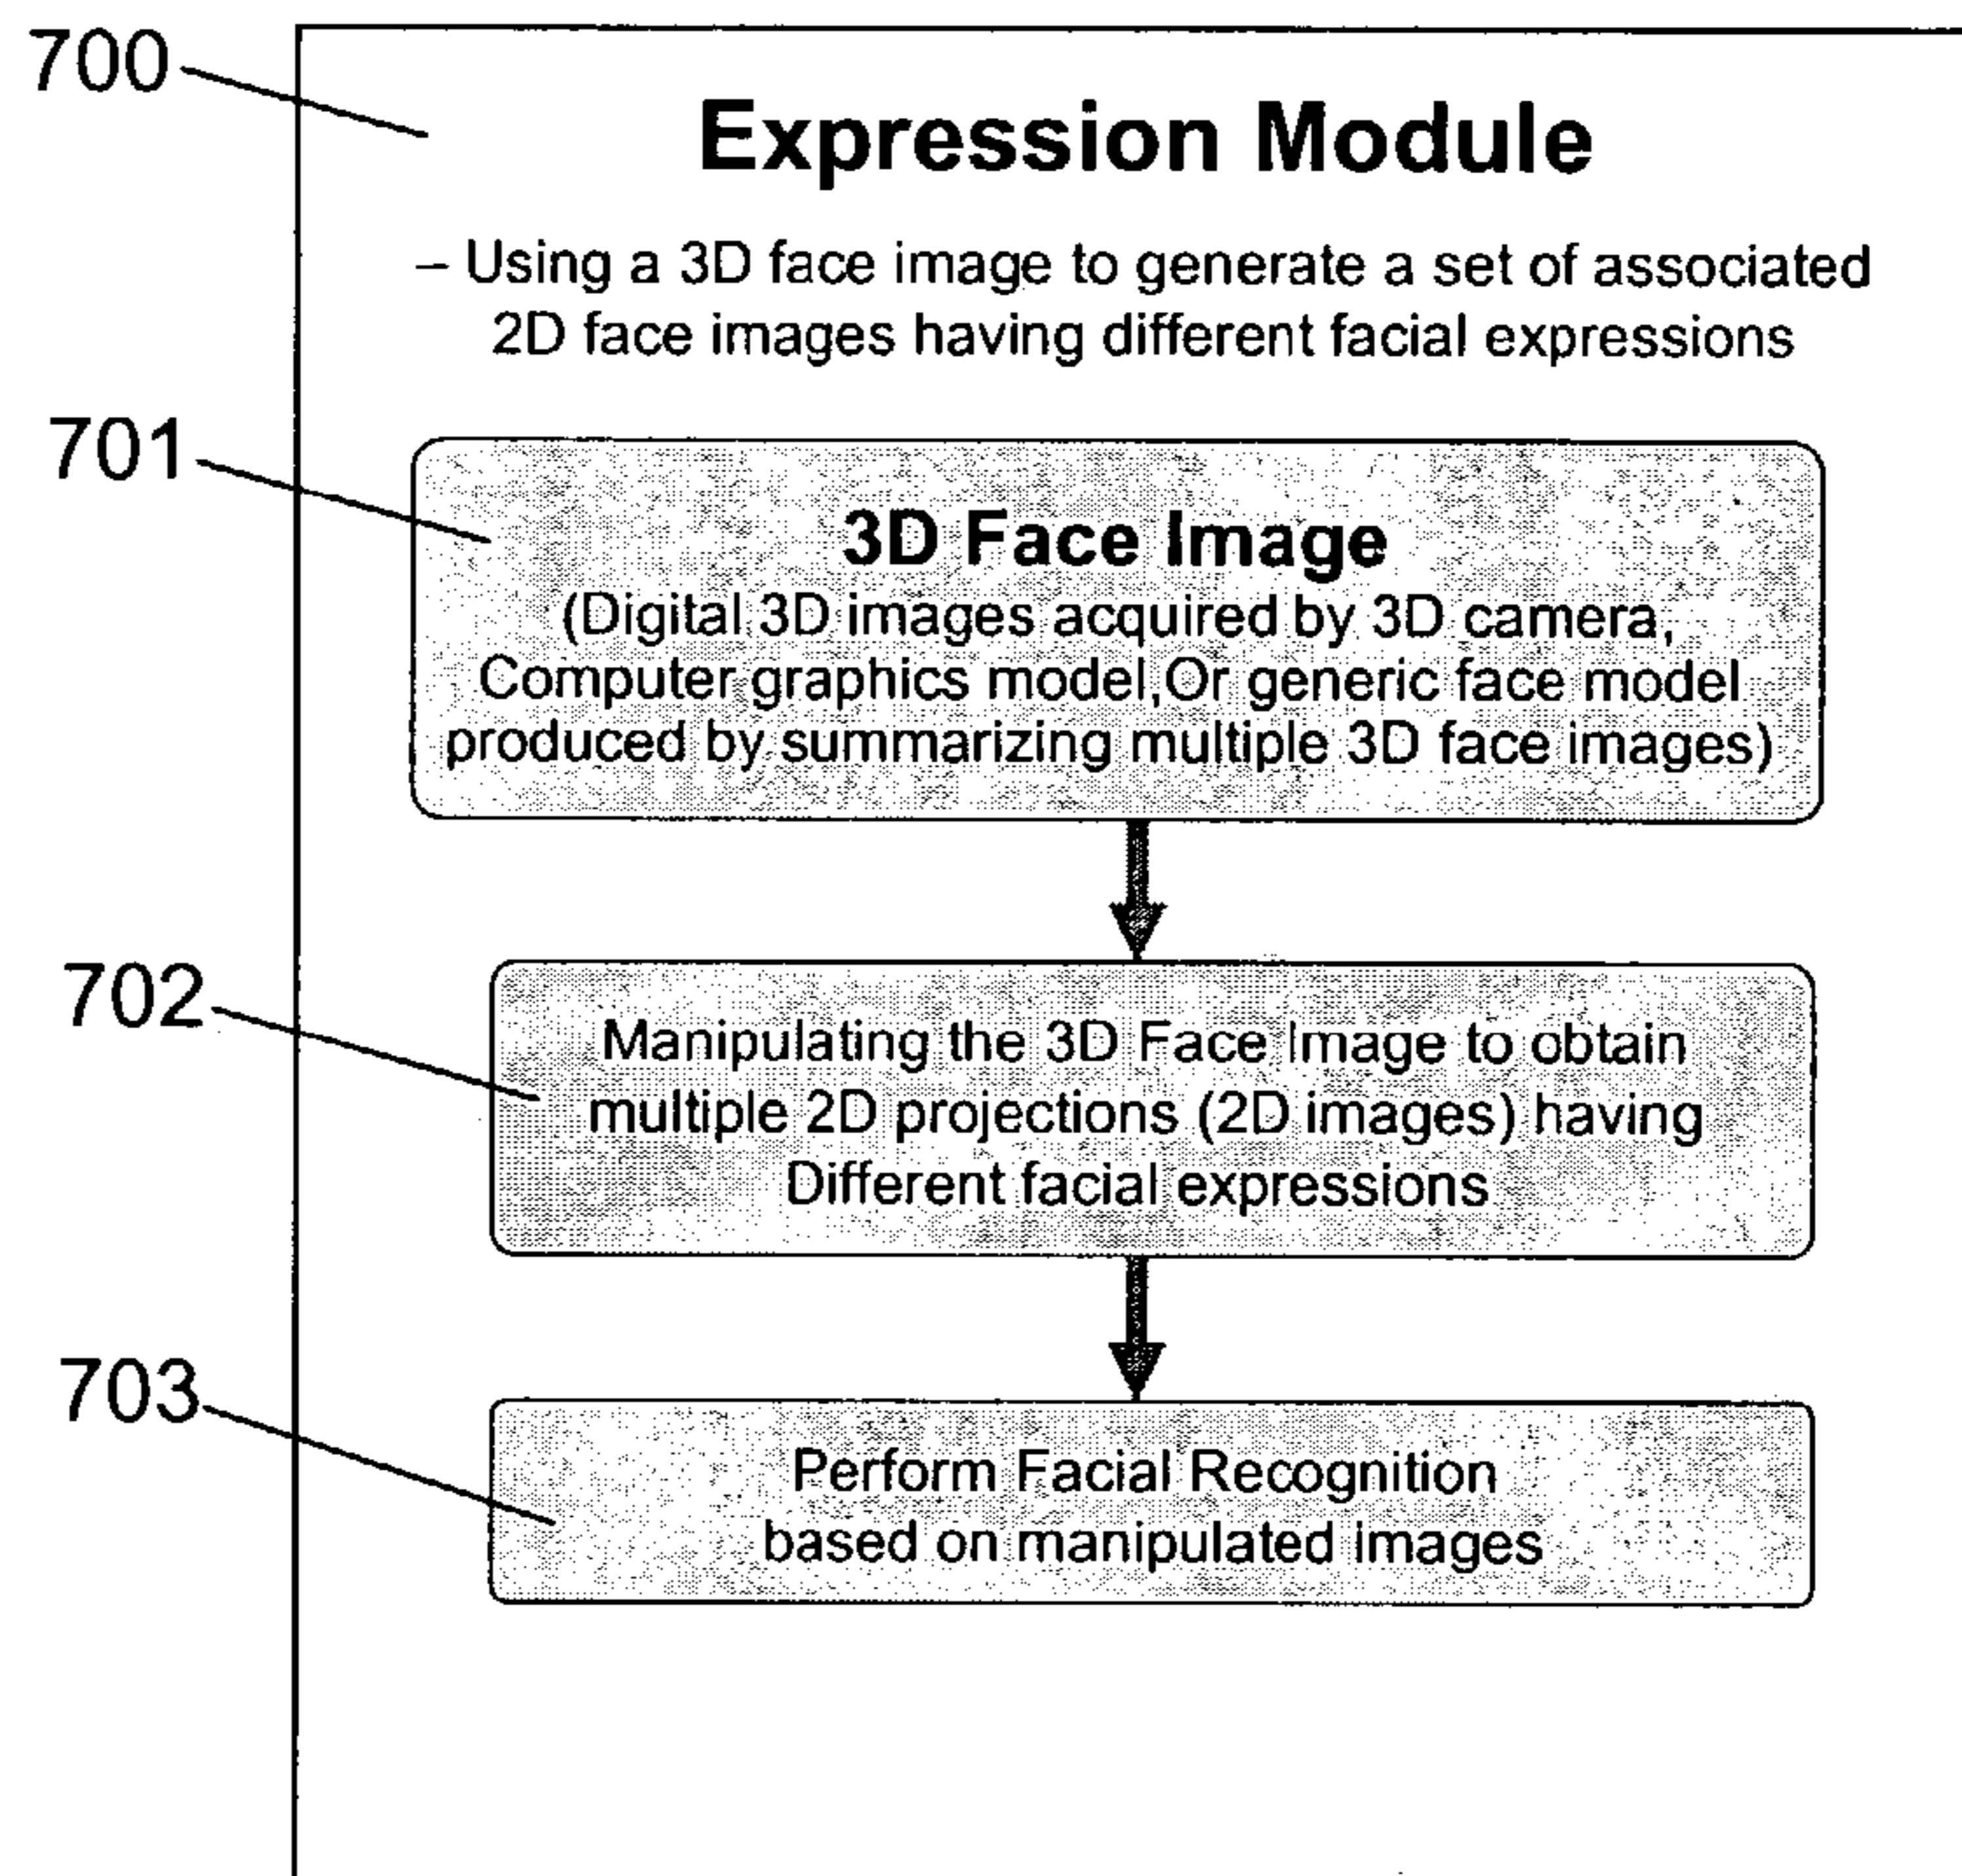 700
Expression Module
– Using a 3D face image to generate a set of associated
2D face images having different facial expressions
701
3D Face Image
(Digital 3D images acquired by 3D camera,
Computer graphics model,Or generic face model
produced by summarizing multiple 3D face images)
702
Manipulating the 3D Face Image to obtain
multiple 2D projections (2D images) having
Different facial expressions
703
Perform Facial Recognition
based on manipulated images